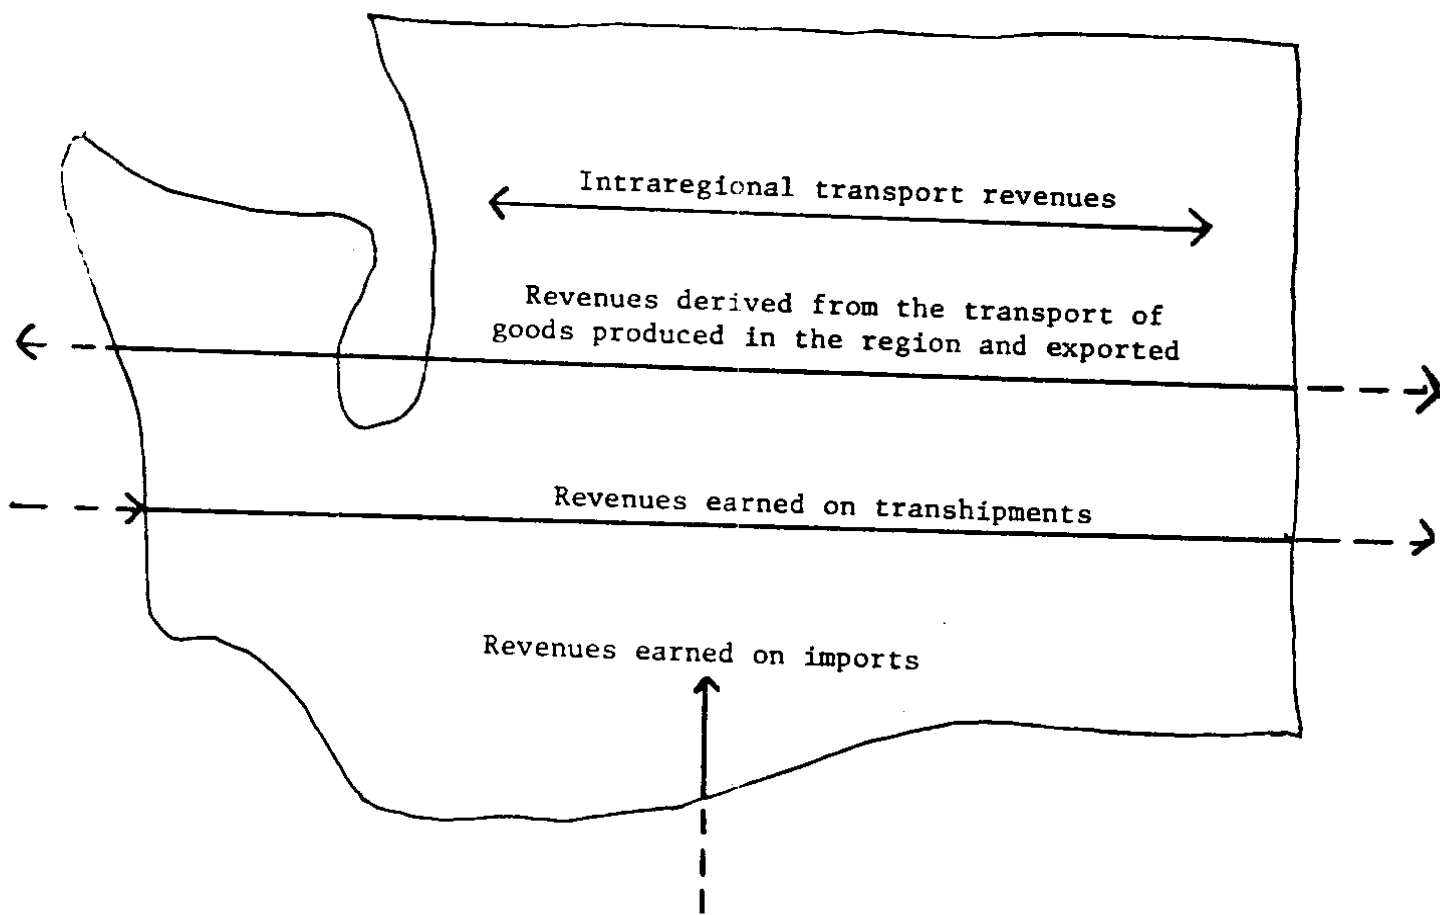 Intraregional transport revenues
Revenues derived from the transport of
goods produced in the region and exported
Revenues earned on transhipments
Revenues earned on imports